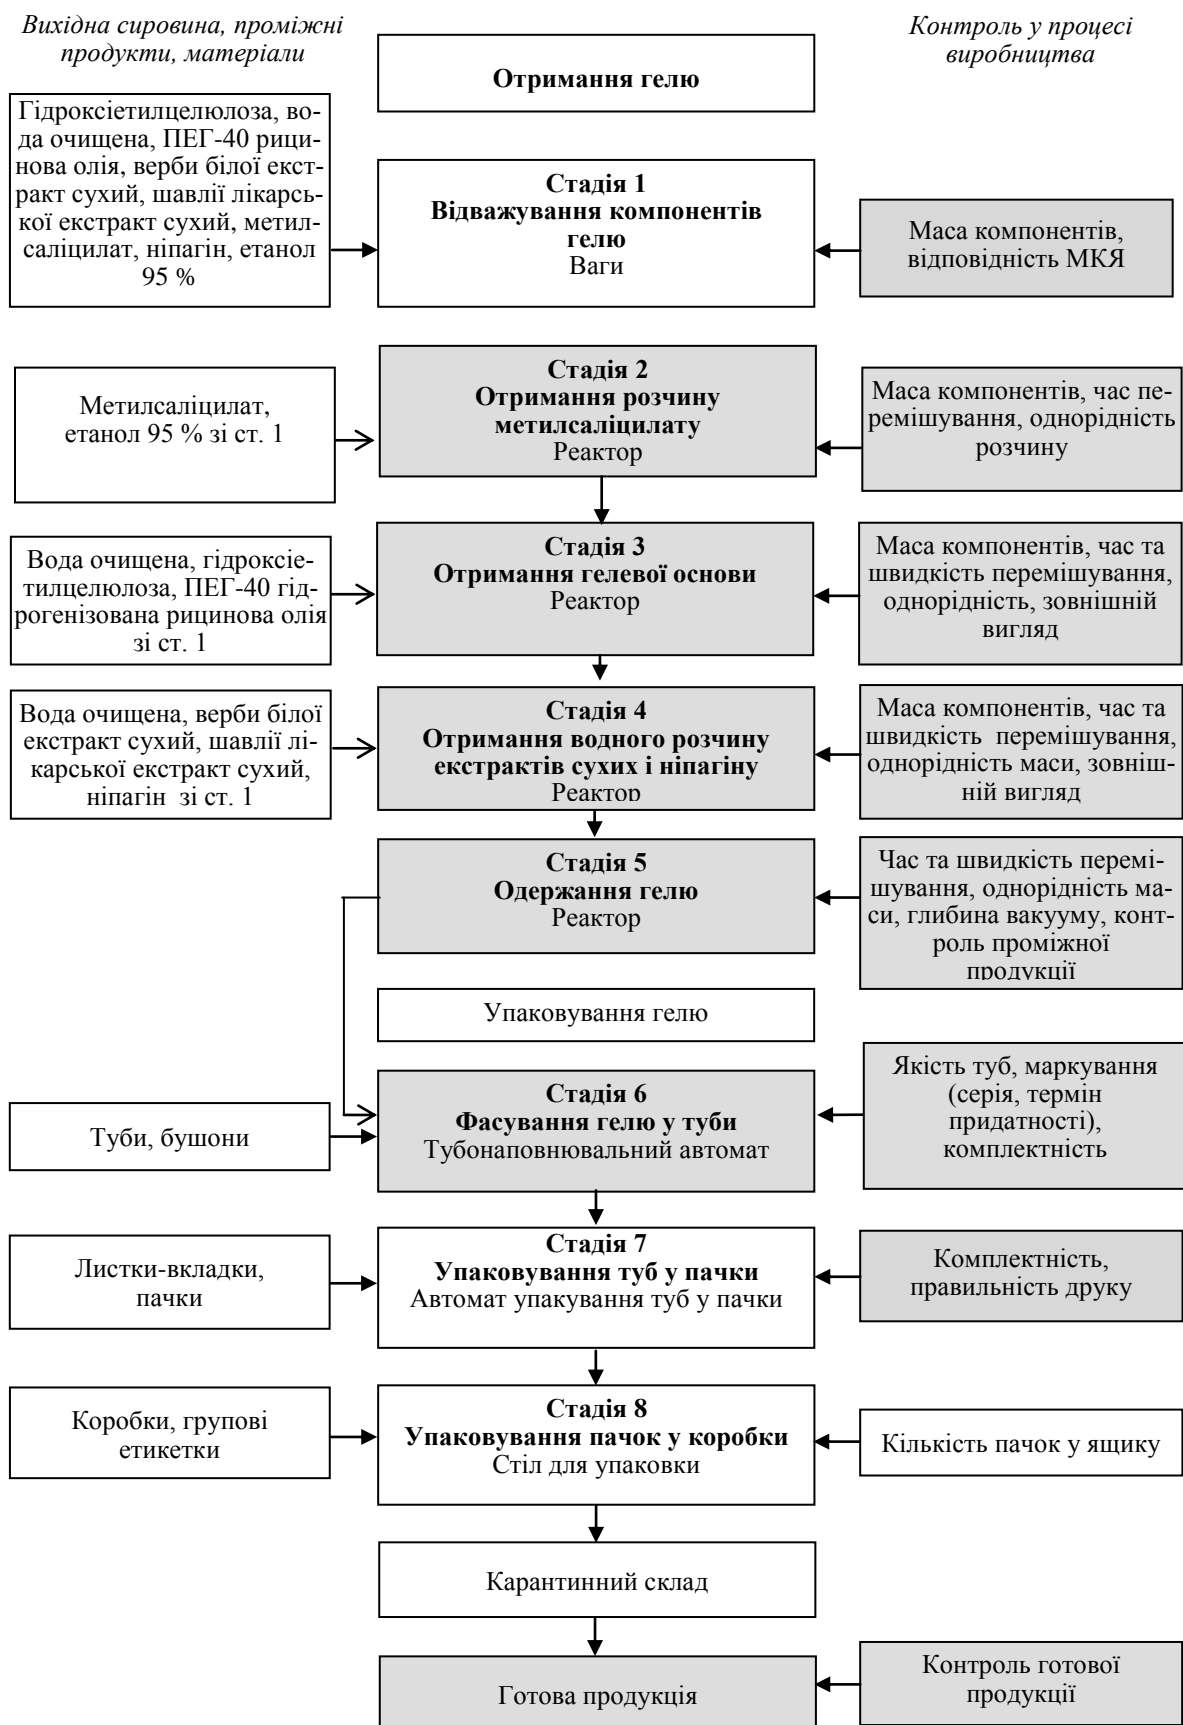 Вихідна сировина, проміжні
продукти, матеріали
Контроль у процесі
виробництва
Отримання гелю
Гідроксіетилцелюлоза, во-
да очищена, ПЕГ-40 рици-
нова олія, верби білої екст-
ракт сухий, шавлії лікарсь-
кої екстракт сухий, метил-
саліцилат, ніпагін, етанол
95 %
Стадія 1
Відважування компонентів
гелю
Ваги
Маса компонентів,
відповідність МКЯ
Метилсаліцилат,
етанол 95 % зі ст. 1
Стадія 2
Отримання розчину
метилсаліцилату
Реактор
Маса компонентів, час пе-
ремішування, однорідність
розчину
Вода очищена, гідроксіе-
тилцелюлоза, ПЕГ-40 гід-
рогенізована рицинова олія
зі ст. 1
Стадія 3
Отримання гелевої основи
Реактор
Маса компонентів, час та
швидкість перемішування,
однорідність, зовнішній
вигляд
Вода очищена, верби білої
екстракт сухий, шавлії лі-
карської екстракт сухий,
ніпагін зі ст. 1
Стадія 4
Отримання водного розчину
екстрактів сухих і ніпагіну
Реактор
Маса компонентів, час та
швидкість перемішування,
однорідність маси, зовніш-
ній вигляд
Стадія 5
Одержання гелю
Реактор
Час та швидкість перемі-
шування, однорідність ма-
си, глибина вакууму, конт-
роль проміжної
продукції
Упаковування гелю
Туби, бушони
Стадія 6
Фасування гелю у туби
Тубонаповнювальний автомат
Якість туб, маркування
(серія, термін
придатності),
комплектність
Листки-вкладки,
пачки
Стадія 7
Упаковування туб у пачки
Автомат упакування туб у пачки
Комплектність,
правильність друку
Коробки, групові
етикетки
Стадія 8
Упаковування пачок у коробки
Стіл для упаковки
Кількість пачок у ящику
Карантинний склад
Готова продукція
Контроль готової
продукції